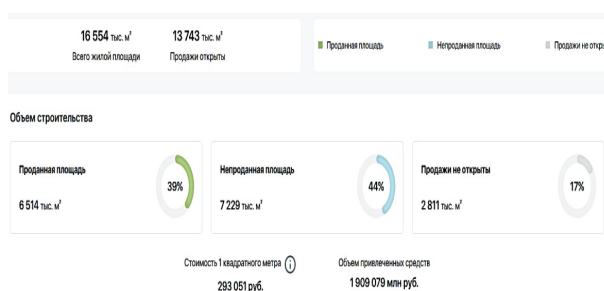 16 554 тыс. м²
13 743 тыс. м²
Всего жилой площади
Продажи открыты
Проданная площадь
Непроданная площадь
Продажи не откры
Объем строительства
Проданная площадь
6 514 тыс. м²
39%
Непроданная площадь
7 229 тыс. м²
44%
Продажи не открыты
2 811 тыс. м²
17%
Стоимость 1 квадратного метра
293 051 руб.
Объем привлеченных средств
1 909 079 млн руб.